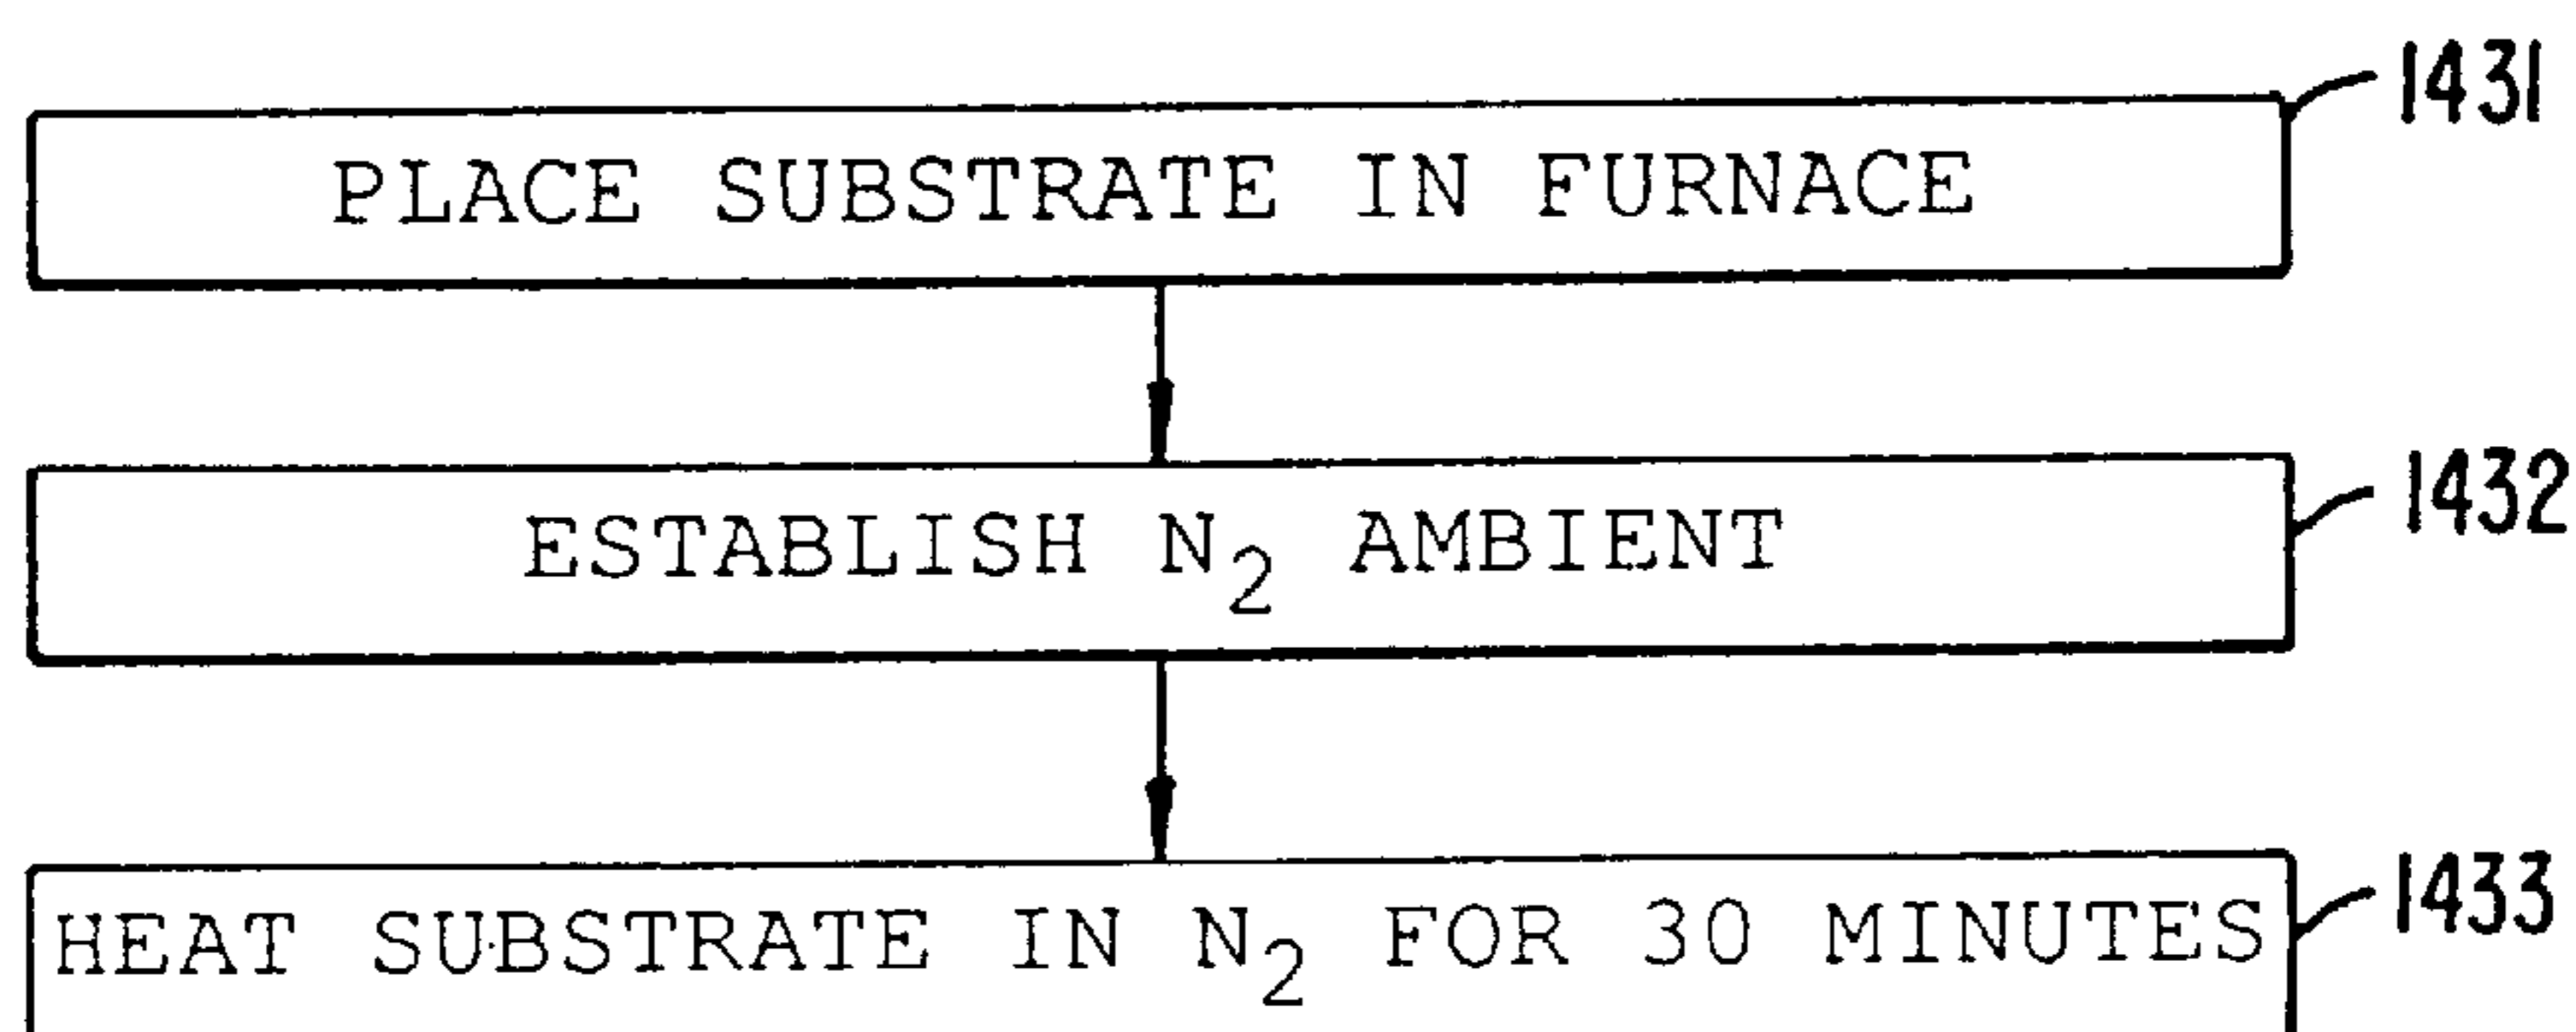 1431
PLACE SUBSTRATE IN FURNACE
1432
ESTABLISH N₂ AMBIENT
1433
HEAT SUBSTRATE IN N₂ FOR 30 MINUTES